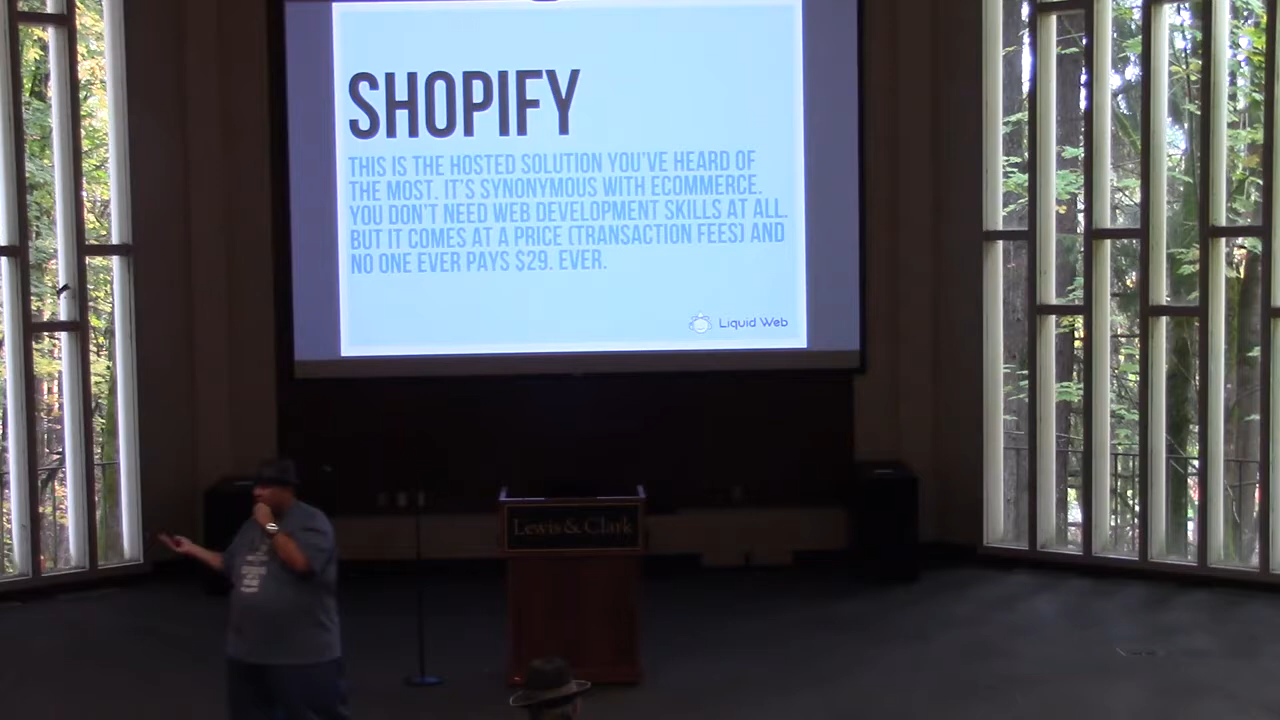 SHOPIFY
THIS IS THE HOSTED SOLUTION YOU'VE HEARD OF
THE MOST. IT'S SYNONYMOUS WITH ECOMMERCE.
YOU DON'T NEED WEB DEVELOPMENT SKILLS AT ALL.
BUT IT COMES AT A PRICE (TRANSACTION FEES) AND
NO ONE EVER PAYS $29. EVER.
Liquid Web
Lewis & Clark